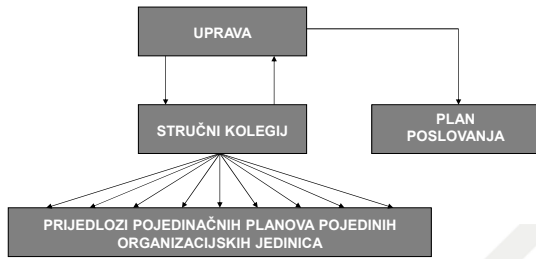 UPRAVA
STRUČNI KOLEGIJ
PLAN
POSLOVANJA
PRIJEDLOZI POJEDINAČNIH PLANOVA POJEDINIH
ORGANIZACIJSKIH JEDINICA